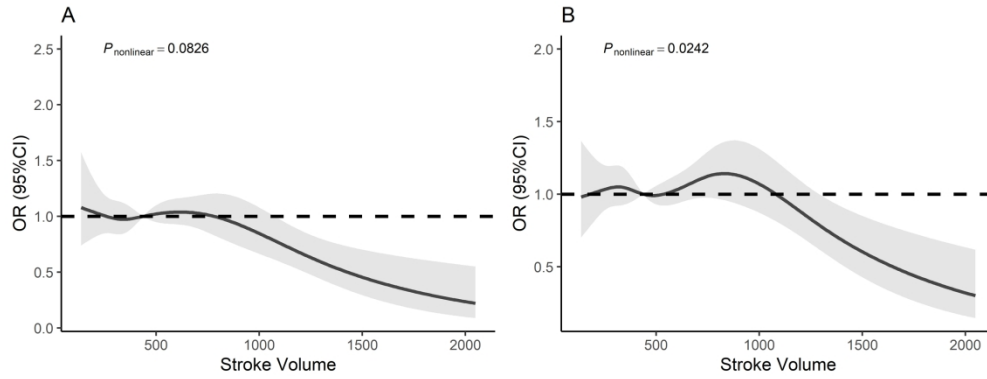 A
P nonlinear = 0.0826
OR (95%CI)
2.5
2.0
1.5
1.0
0.5
0.0
500 1000 1500 2000
Stroke Volume
B
P nonlinear = 0.0242
OR (95%CI)
2.0
1.5
1.0
0.5
500 1000 1500 2000
Stroke Volume